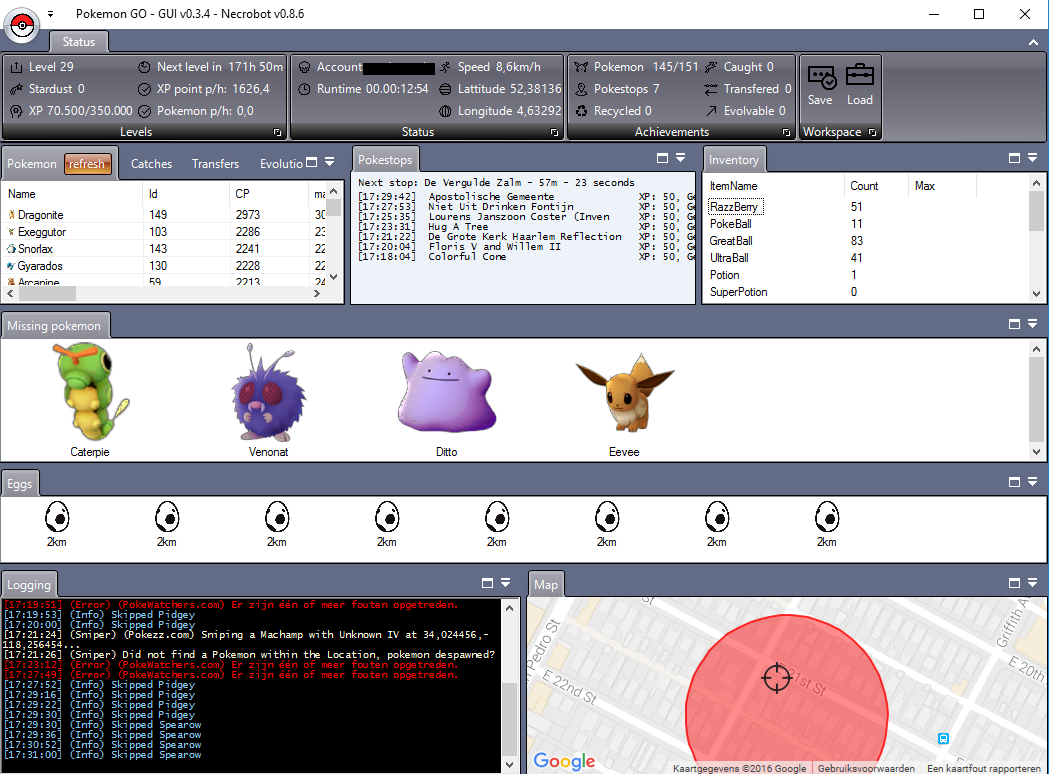 Pokemon GO - GUI v0.3.4 - Necrobot v0.8.6
Status
Level 29
Next level in 171h 50m
Stardust 0
XP point p/h: 1626,4
XP 70.500/350.000
Pokemon p/h: 0,0
Levels
Account
Speed 8,6km/h
Runtime 00.00:12:54
Lattitude 52,38136
Longitude 4,63292
Status
Pokemon 145/151
Caught 0
Pokestops 7
Transfered 0
Recycled 0
Evolvable 0
Achievements
Save
Load
Workspace
Pokemon refresh Catches Transfers Evolutio
Name Id CP ma
Dragonite 149 2973 30
Exeggutor 103 2286 23
Snorlax 143 2241 22
Gyarados 130 2228 22
Arcanine 59 2213 24
Pokestops
Next stop: De Vergulde Zalm - 57m - 23 seconds
[17:29:42] Apostolische Gemeente XP: 50, Ge
[17:27:53] Niet Uit Drinken Fontijn XP: 50, Ge
[17:25:35] Lourens Janszoon Coster (Inven XP: 50, Ge
[17:23:31] Hug A Tree XP: 50, Ge
[17:21:22] De Grote Kerk Haarlem Reflection XP: 50, Ge
[17:20:04] Floris V and Willem II XP: 50, Ge
[17:18:04] Colorful Cone XP: 50, Ge
Inventory
ItemName Count Max
RazzBerry 51
PokeBall 11
GreatBall 83
UltraBall 41
Potion 1
SuperPotion 0
Missing pokemon
Caterpie
Venonat
Ditto
Eevee
Eggs
2km 2km 2km 2km 2km 2km 2km 2km
Logging
[17:19:51] (Error) (PokeWatchers.com) Er zijn één of meer fouten opgetreden.
[17:19:53] (Info) Skipped Pidgey
[17:20:00] (Info) Skipped Pidgey
[17:21:24] (Sniper) (Pokezz.com) Sniping a Machamp with Unknown IV at 34,024456,-
118,256454...
[17:21:26] (Sniper) Did not find a Pokemon within the Location, pokemon despawned?
[17:23:12] (Error) (PokeWatchers.com) Er zijn één of meer fouten opgetreden.
[17:27:49] (Error) (PokeWatchers.com) Er zijn één of meer fouten opgetreden.
[17:27:52] (Info) Skipped Pidgey
[17:29:16] (Info) Skipped Pidgey
[17:29:22] (Info) Skipped Pidgey
[17:29:30] (Info) Skipped Pidgey
[17:29:30] (Info) Skipped Spearow
[17:29:36] (Info) Skipped Spearow
[17:30:52] (Info) Skipped Spearow
[17:31:00] (Info) Skipped Spearow
Map
Pedro St
E 22nd St
21st St
Griffith Av
E 20th
Google
Kaartgegevens ©2016 Google
Gebruiksvoorwaarden
Een kaartfout rapporteren